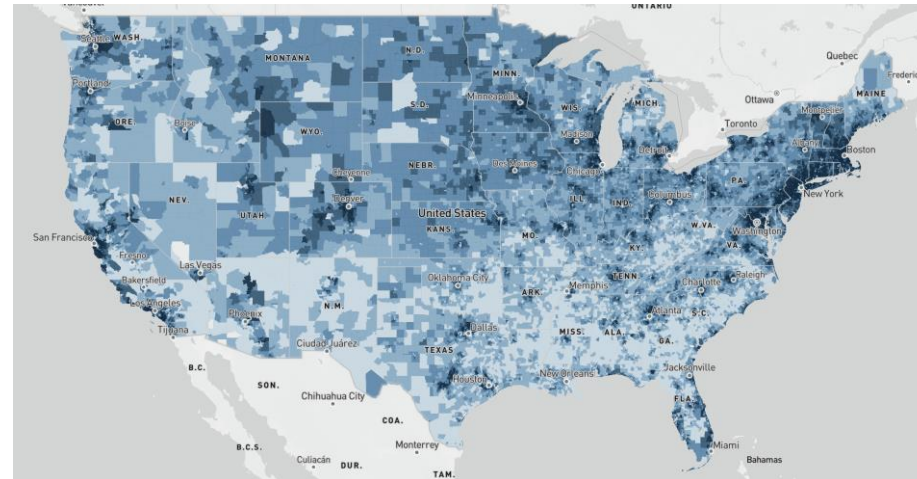 Vancouver
ONTARIO
Seattle
WASH.
MONTANA
N.D.
Quebec
Frederic
Portland
MINN.
Ottawa
Montpelier
MAINE
Minneapolis
WIS.
MICH.
Toronto
ORE.
Boise
WYO.
S.D.
Madison
Albany
Boston
Detroit
Cheyenne
NEBR.
Des Moines
Chicago
PA.
New York
NEV.
UTAH
Denver
ILL.
IND.
Columbus
United States
W.VA.
Washington
San Francisco
KANS.
MO.
KY.
VA.
Fresno
Las Vegas
Bakersfield
Oklahoma City
TENN.
Raleigh
Los Angeles
N.M.
ARK.
Memphis
Charlotte
Phoenix
Atlanta
S.C.
Tijuana
Dallas
MISS.
ALA.
GA.
Ciudad Juárez
TEXAS
B.C.
Jacksonville
SON.
Houston
New Orleans
Chihuahua City
FLA.
COA.
B.C.S.
Monterrey
Miami
Culiacán
DUR.
Bahamas
TAM.